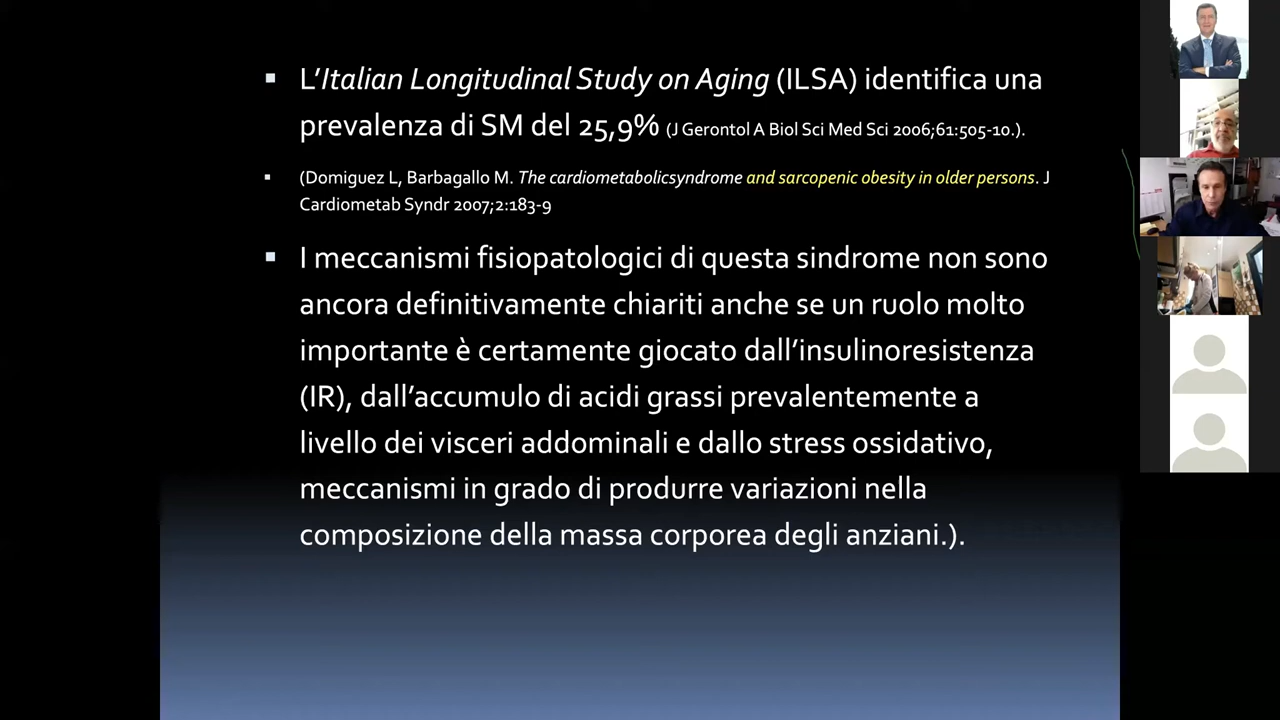 L’Italian Longitudinal Study on Aging (ILSA) identifica una
prevalenza di SM del 25,9% (J Gerontol A Biol Sci Med Sci 2006;61:505-10.).
(Domiguez L, Barbagallo M. The cardiometabolicsyndrome and sarcopenic obesity in older persons. J
Cardiometab Syndr 2007;2:183-9
I meccanismi fisiopatologici di questa sindrome non sono
ancora definitivamente chiariti anche se un ruolo molto
importante è certamente giocato dall’insulinoresistenza
(IR), dall’accumulo di acidi grassi prevalentemente a
livello dei visceri addominali e dallo stress ossidativo,
meccanismi in grado di produrre variazioni nella
composizione della massa corporea degli anziani.).